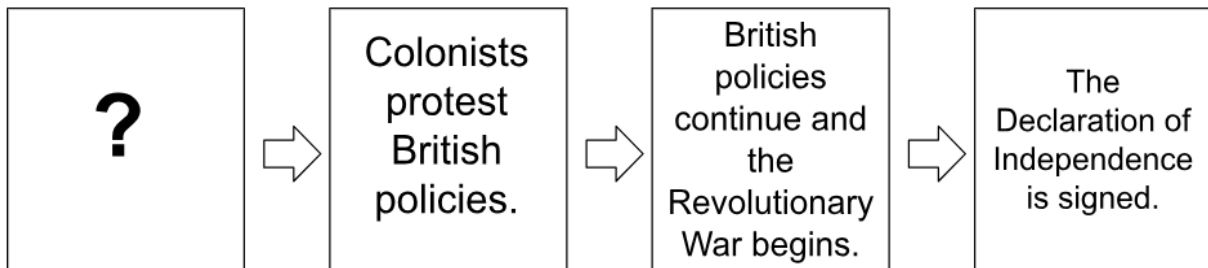 ?
Colonists
protest
British
policies.
British
policies
continue and
the
Revolutionary
War begins.
The
Declaration of
Independence
is signed.